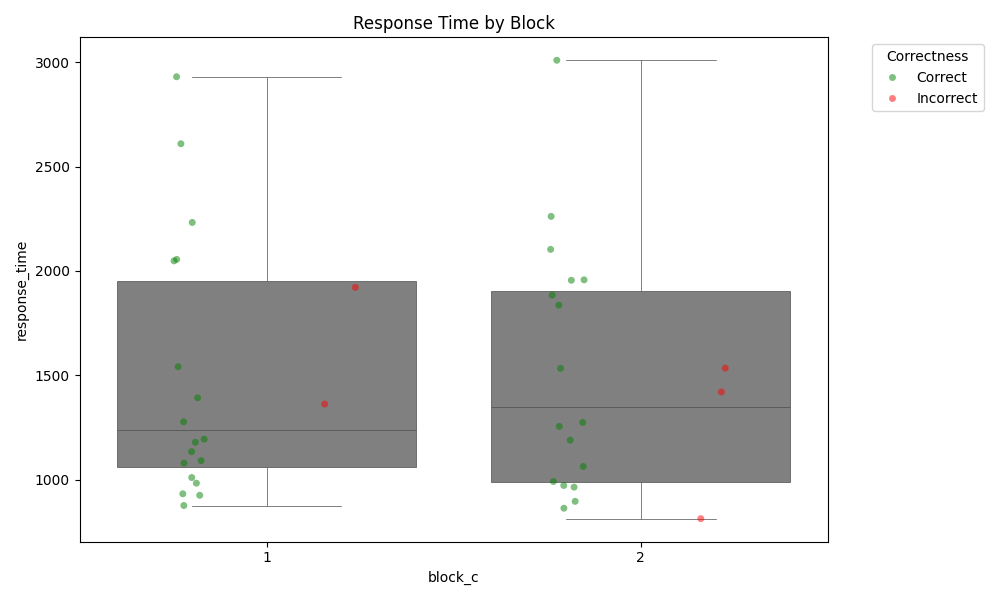 Response Time by Block
3000
2500
2000
1500
1000
response_time
1
2
block_c
Correctness
Correct
Incorrect